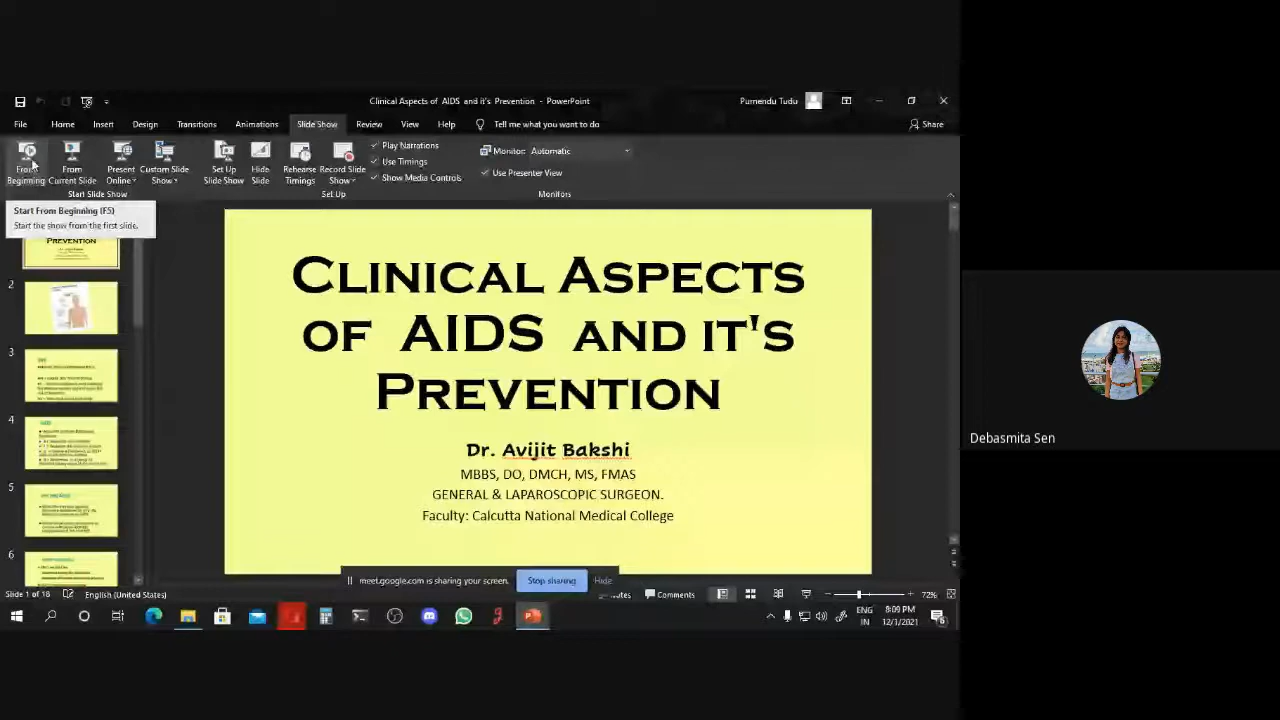 Clinical Aspects of AIDS and it's Prevention - PowerPoint
Purnendu Tudu
File Home Insert Design Transitions Animations Slide Show Review View Help Tell me what you want to do
Share
From Beginning
From Current Slide
Present Online
Custom Slide Show
Set Up Slide Show
Hide Slide
Rehearse Timings
Record Slide Show
Play Narrations
Use Timings
Show Media Controls
Monitor: Automatic
Use Presenter View
Start Slide Show
Set Up
Monitors
Start From Beginning (F5)
Start the show from the first slide.
PREVENTION
2
3
4
5
6
CLINICAL ASPECTS
OF AIDS AND IT'S
PREVENTION
Dr. Avijit Bakshi
MBBS, DO, DMCH, MS, FMAS
GENERAL & LAPAROSCOPIC SURGEON.
Faculty: Calcutta National Medical College
Debasmita Sen
meet.google.com is sharing your screen.
Stop sharing
Hide
Slide 1 of 18
English (United States)
Comments
72%
ENG
IN
8:09 PM
12/1/2021